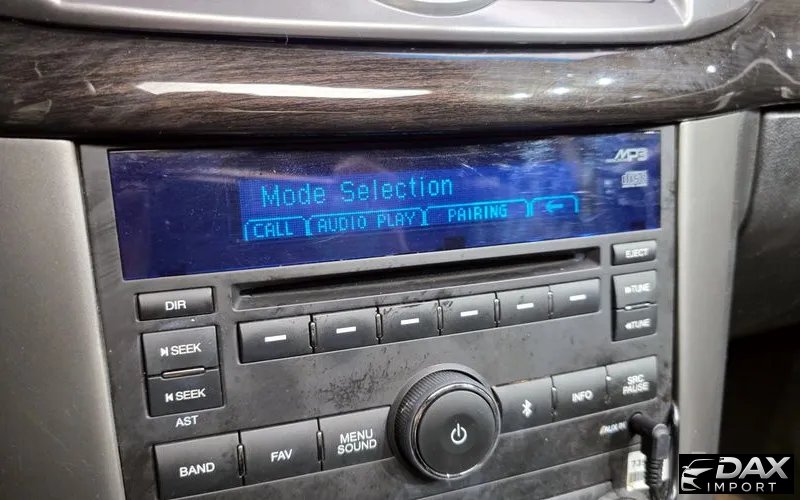 MP3
Mode Selection
CALL AUDIO PLAY PAIRING ←
EJECT
DIR
TUNE
SEEK
TUNE
SEEK
AST
SRC
PAUSE
INFO
MENU
SOUND
FAV
BAND
AUX IN
DAX
IMPORT